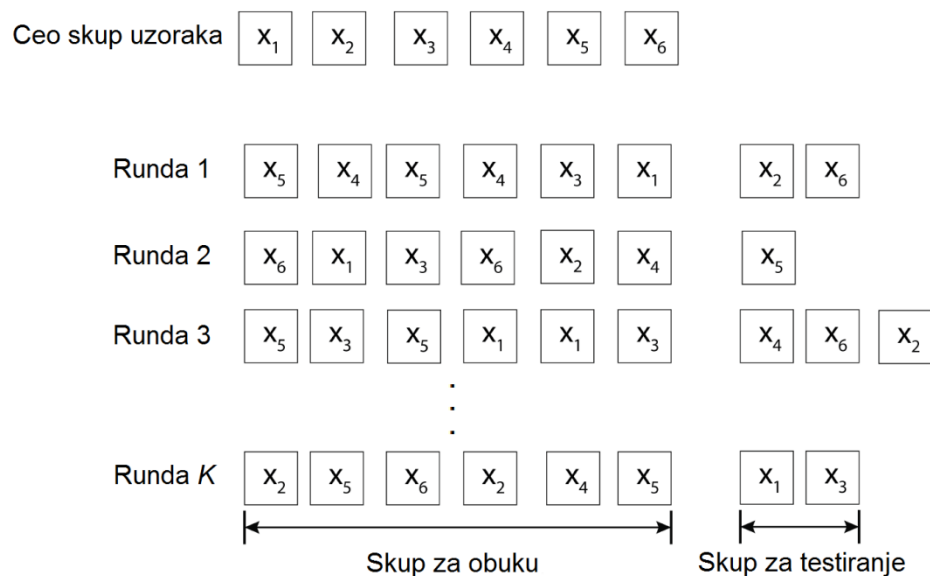 Ceo skup uzoraka x₁ x₂ x₃ x₄ x₅ x₆
Runda 1 x₅ x₄ x₅ x₄ x₃ x₁ x₂ x₆
Runda 2 x₆ x₁ x₃ x₆ x₂ x₄ x₅
Runda 3 x₅ x₃ x₅ x₁ x₁ x₃ x₄ x₆ x₂
Runda K x₂ x₅ x₆ x₂ x₄ x₅ x₁ x₃
Skup za obuku Skup za testiranje